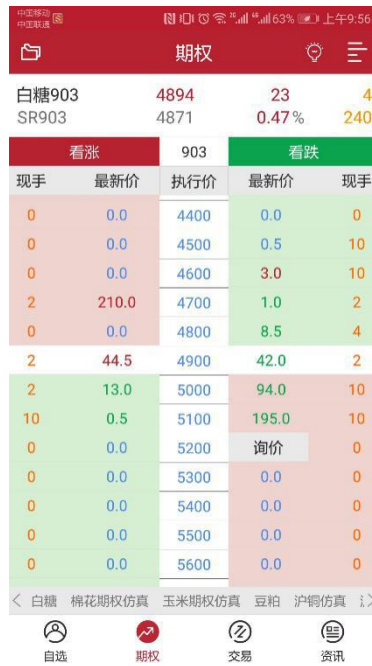 中国移动
中国联通
63% 上午9:56
期权
白糖903 4894 23 4
SR903 4871 0.47% 240
看涨 903 看跌
现手 最新价 执行价 最新价 现手
0 0.0 4400 0.0 0
0 0.0 4500 0.5 10
0 0.0 4600 3.0 10
2 210.0 4700 1.0 2
0 0.0 4800 8.5 4
2 44.5 4900 42.0 2
2 13.0 5000 94.0 10
10 0.5 5100 195.0 10
0 0.0 5200 询价 0
0 0.0 5300 0.0 0
0 0.0 5400 0.0 0
0 0.0 5500 0.0 0
0 0.0 5600 0.0 0
白糖 棉花期权仿真 玉米期权仿真 豆粕 沪铜仿真
自选 期权 交易 资讯